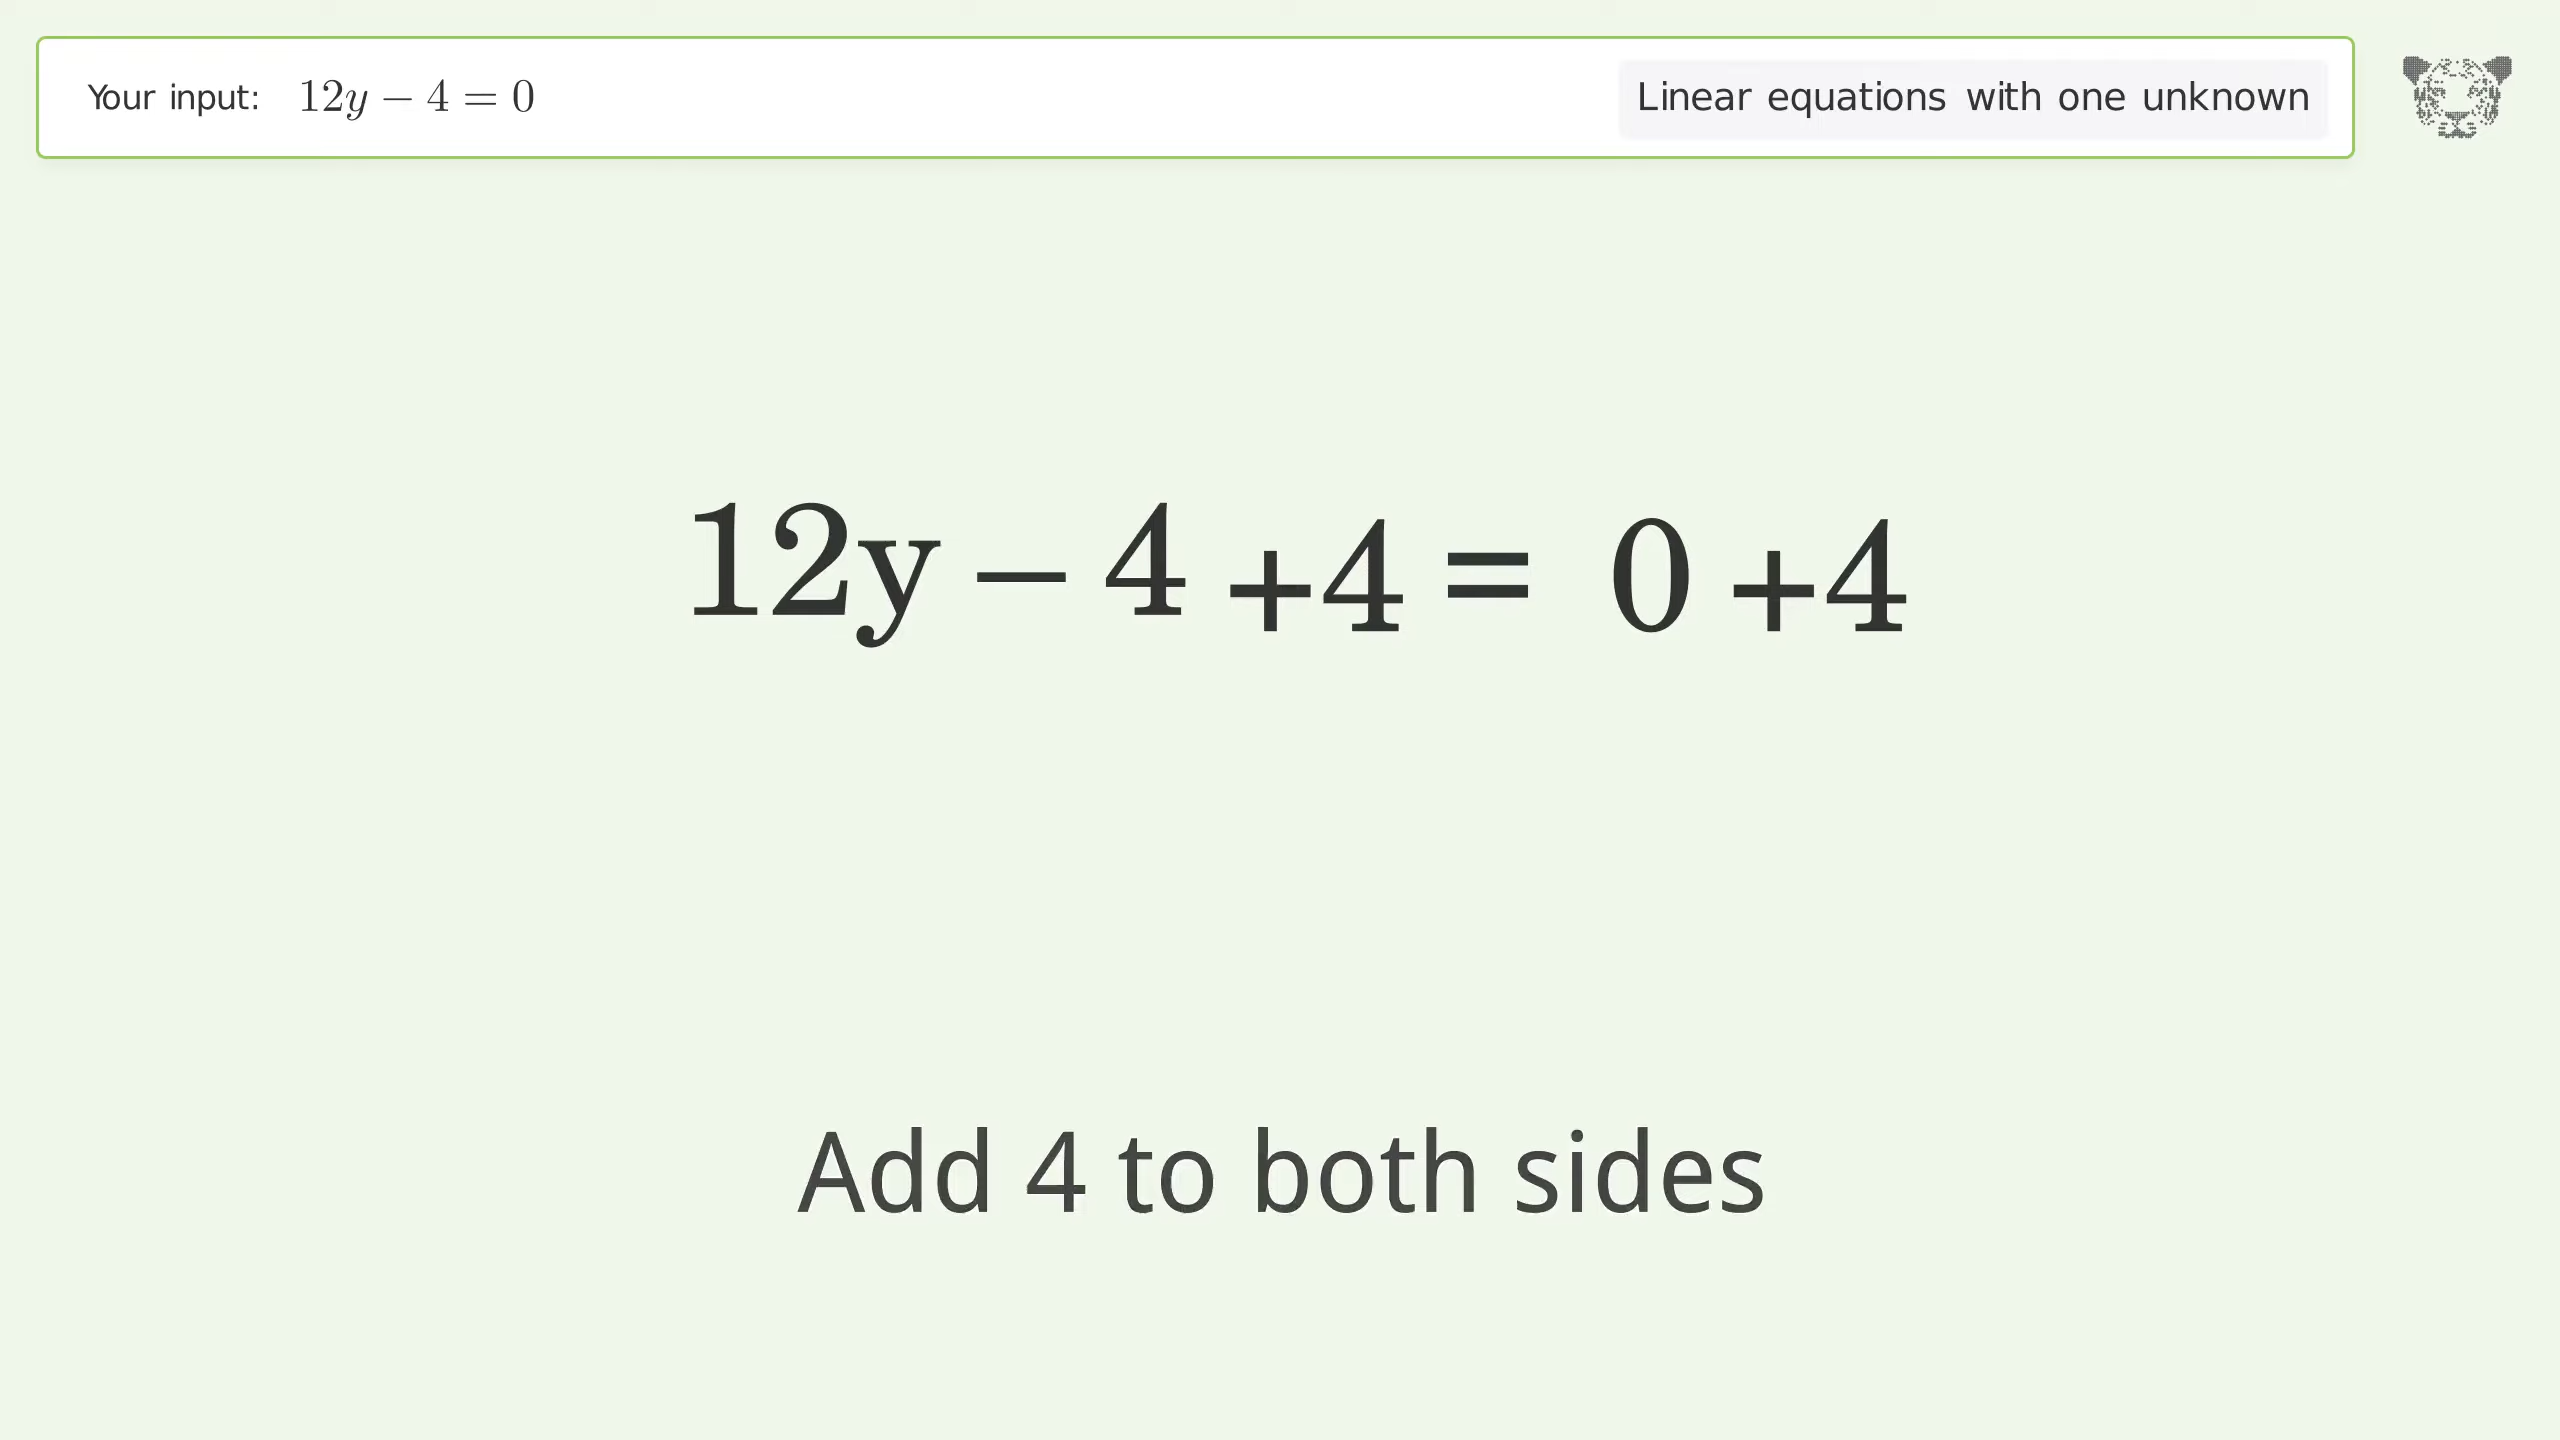 Your input: 12y − 4 = 0
Linear equations with one unknown
12y − 4 +4 = 0 +4
Add 4 to both sides